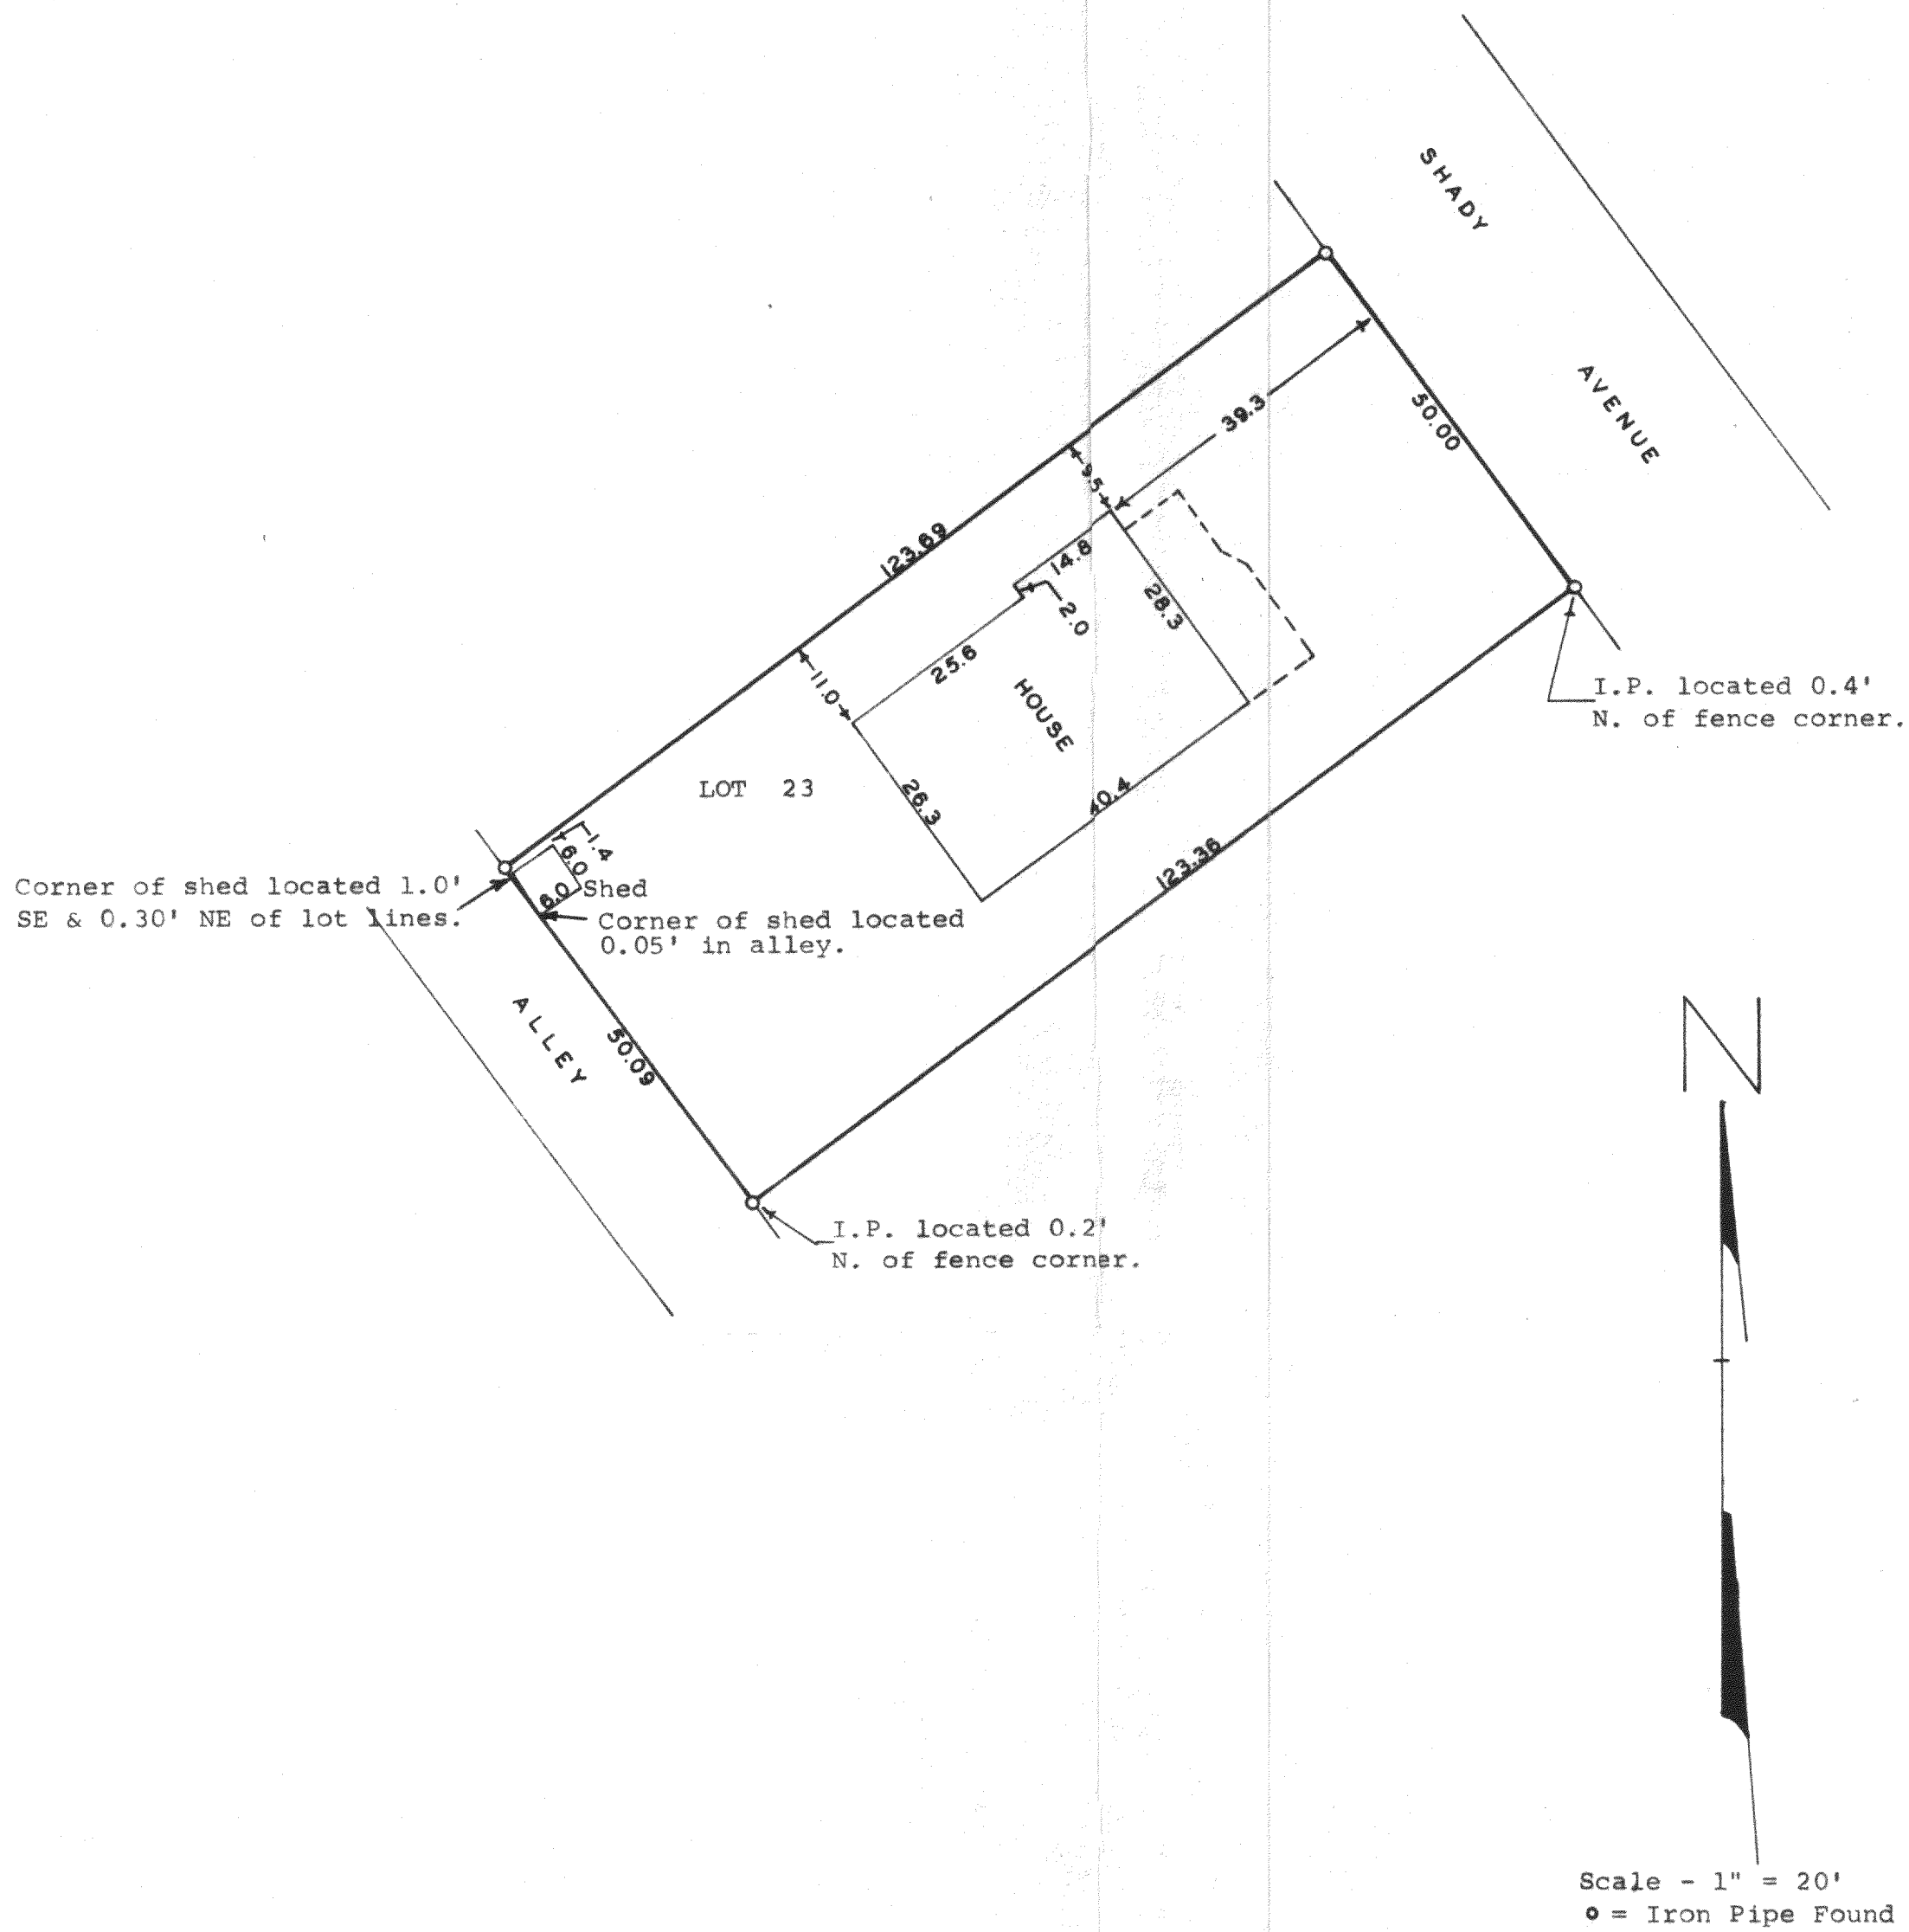 SHADY
AVENUE
50.00
39.3
9.5
123.69
14.8
2.0
28.3
25.6
11.0
HOUSE
I.P. located 0.4'
N. of fence corner.
LOT 23
26.3
40.4
123.36
1.4
6.0
6.0
Shed
Corner of shed located 1.0'
SE & 0.30' NE of lot lines.
Corner of shed located
0.05' in alley.
ALLEY
50.09
I.P. located 0.2'
N. of fence corner.
N
Scale - 1" = 20'
o = Iron Pipe Found